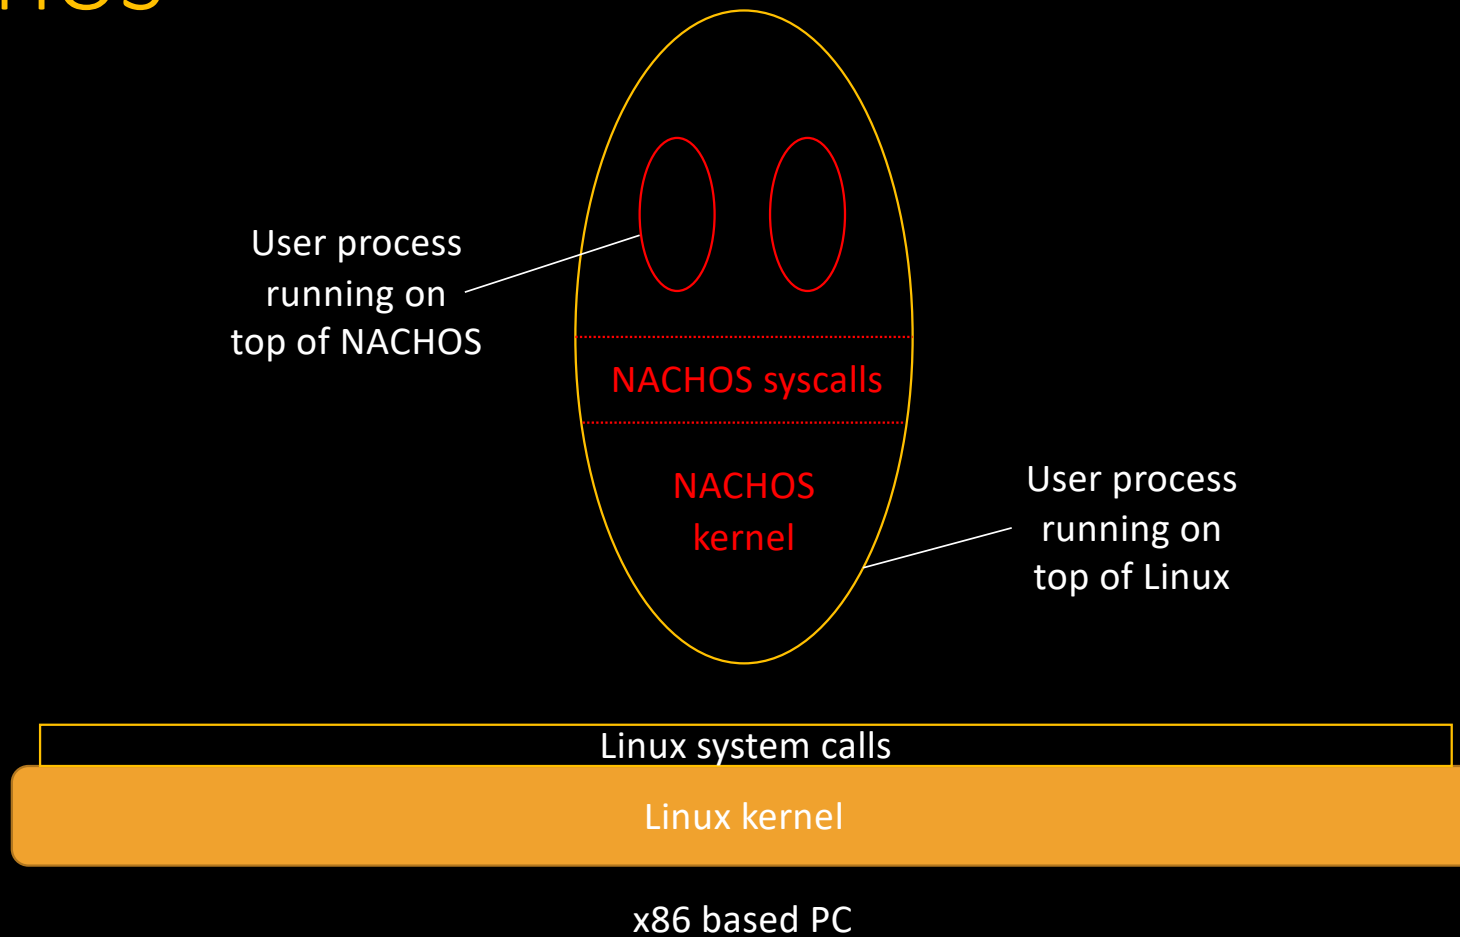 User process
running on
top of NACHOS
NACHOS syscalls
NACHOS
kernel
User process
running on
top of Linux
Linux system calls
Linux kernel
x86 based PC